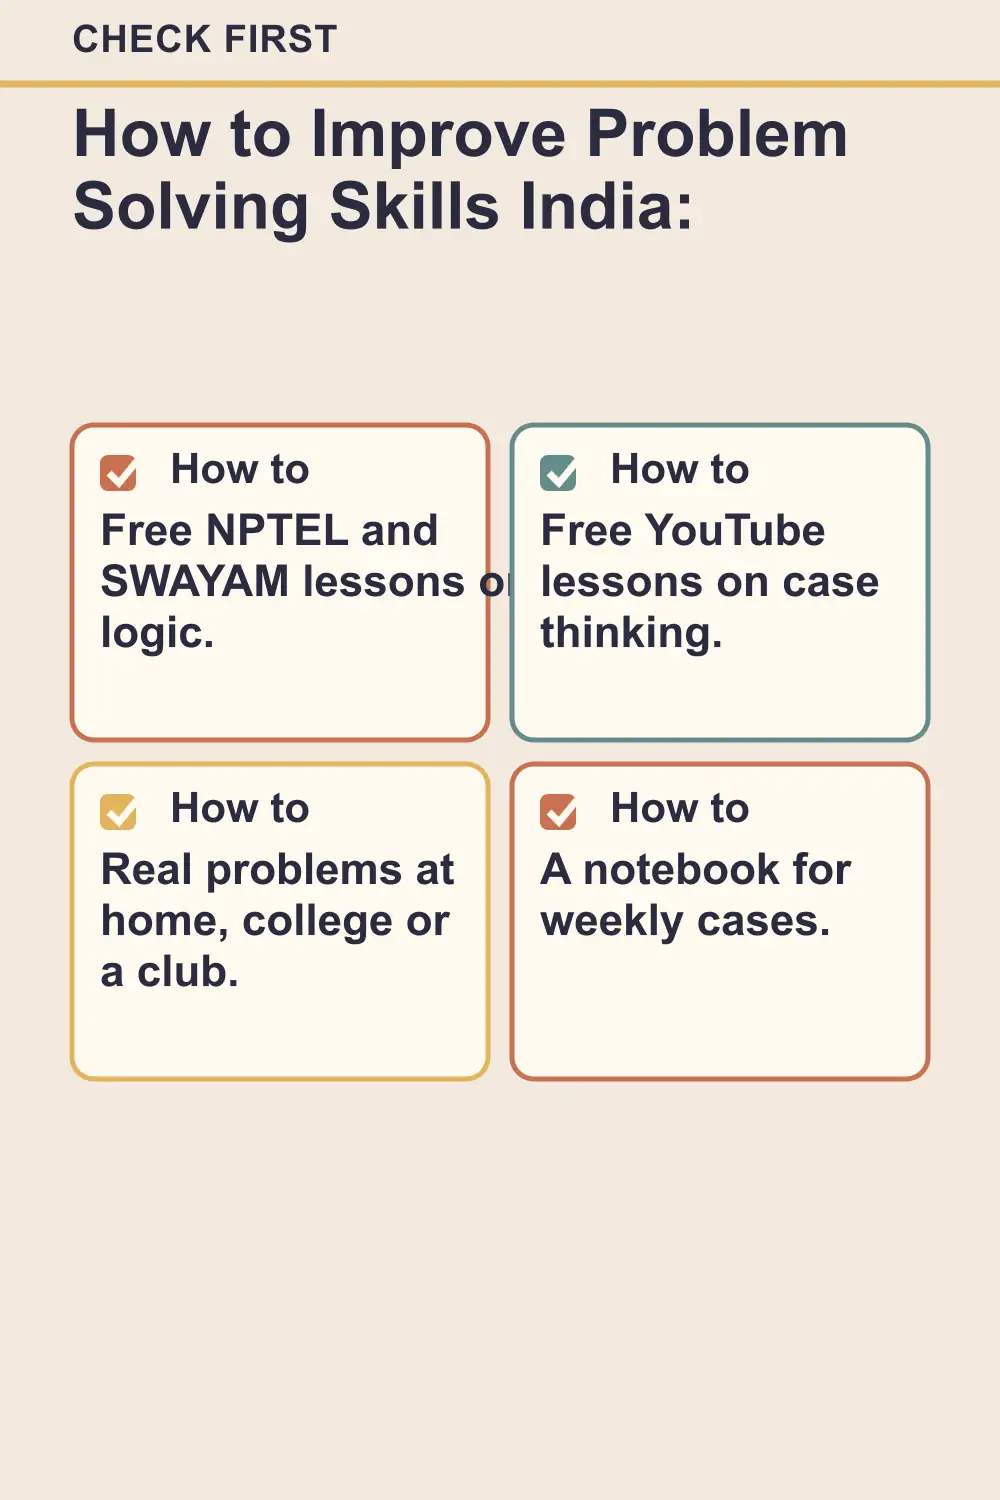 CHECK FIRST
How to Improve Problem
Solving Skills India:
How to
Free NPTEL and
SWAYAM lessons
logic.
How to
Free YouTube
lessons on case
thinking.
How to
Real problems at
home, college or
a club.
How to
A notebook for
weekly cases.